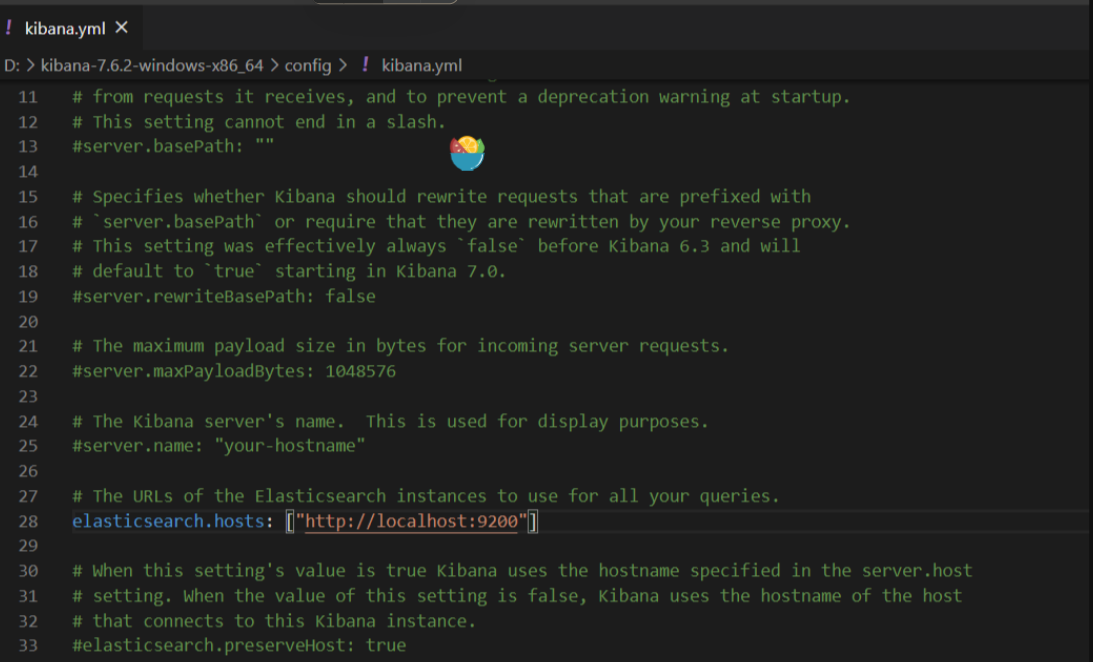 ! kibana.yml ✕
D: > kibana-7.6.2-windows-x86_64 > config > ! kibana.yml
11 # from requests it receives, and to prevent a deprecation warning at startup.
12 # This setting cannot end in a slash.
13 #server.basePath: ""
14
15 # Specifies whether Kibana should rewrite requests that are prefixed with
16 # `server.basePath` or require that they are rewritten by your reverse proxy.
17 # This setting was effectively always `false` before Kibana 6.3 and will
18 # default to `true` starting in Kibana 7.0.
19 #server.rewriteBasePath: false
20
21 # The maximum payload size in bytes for incoming server requests.
22 #server.maxPayloadBytes: 1048576
23
24 # The Kibana server's name.  This is used for display purposes.
25 #server.name: "your-hostname"
26
27 # The URLs of the Elasticsearch instances to use for all your queries.
28 elasticsearch.hosts: ["http://localhost:9200"]
29
30 # When this setting's value is true Kibana uses the hostname specified in the server.host
31 # setting. When the value of this setting is false, Kibana uses the hostname of the host
32 # that connects to this Kibana instance.
33 #elasticsearch.preserveHost: true